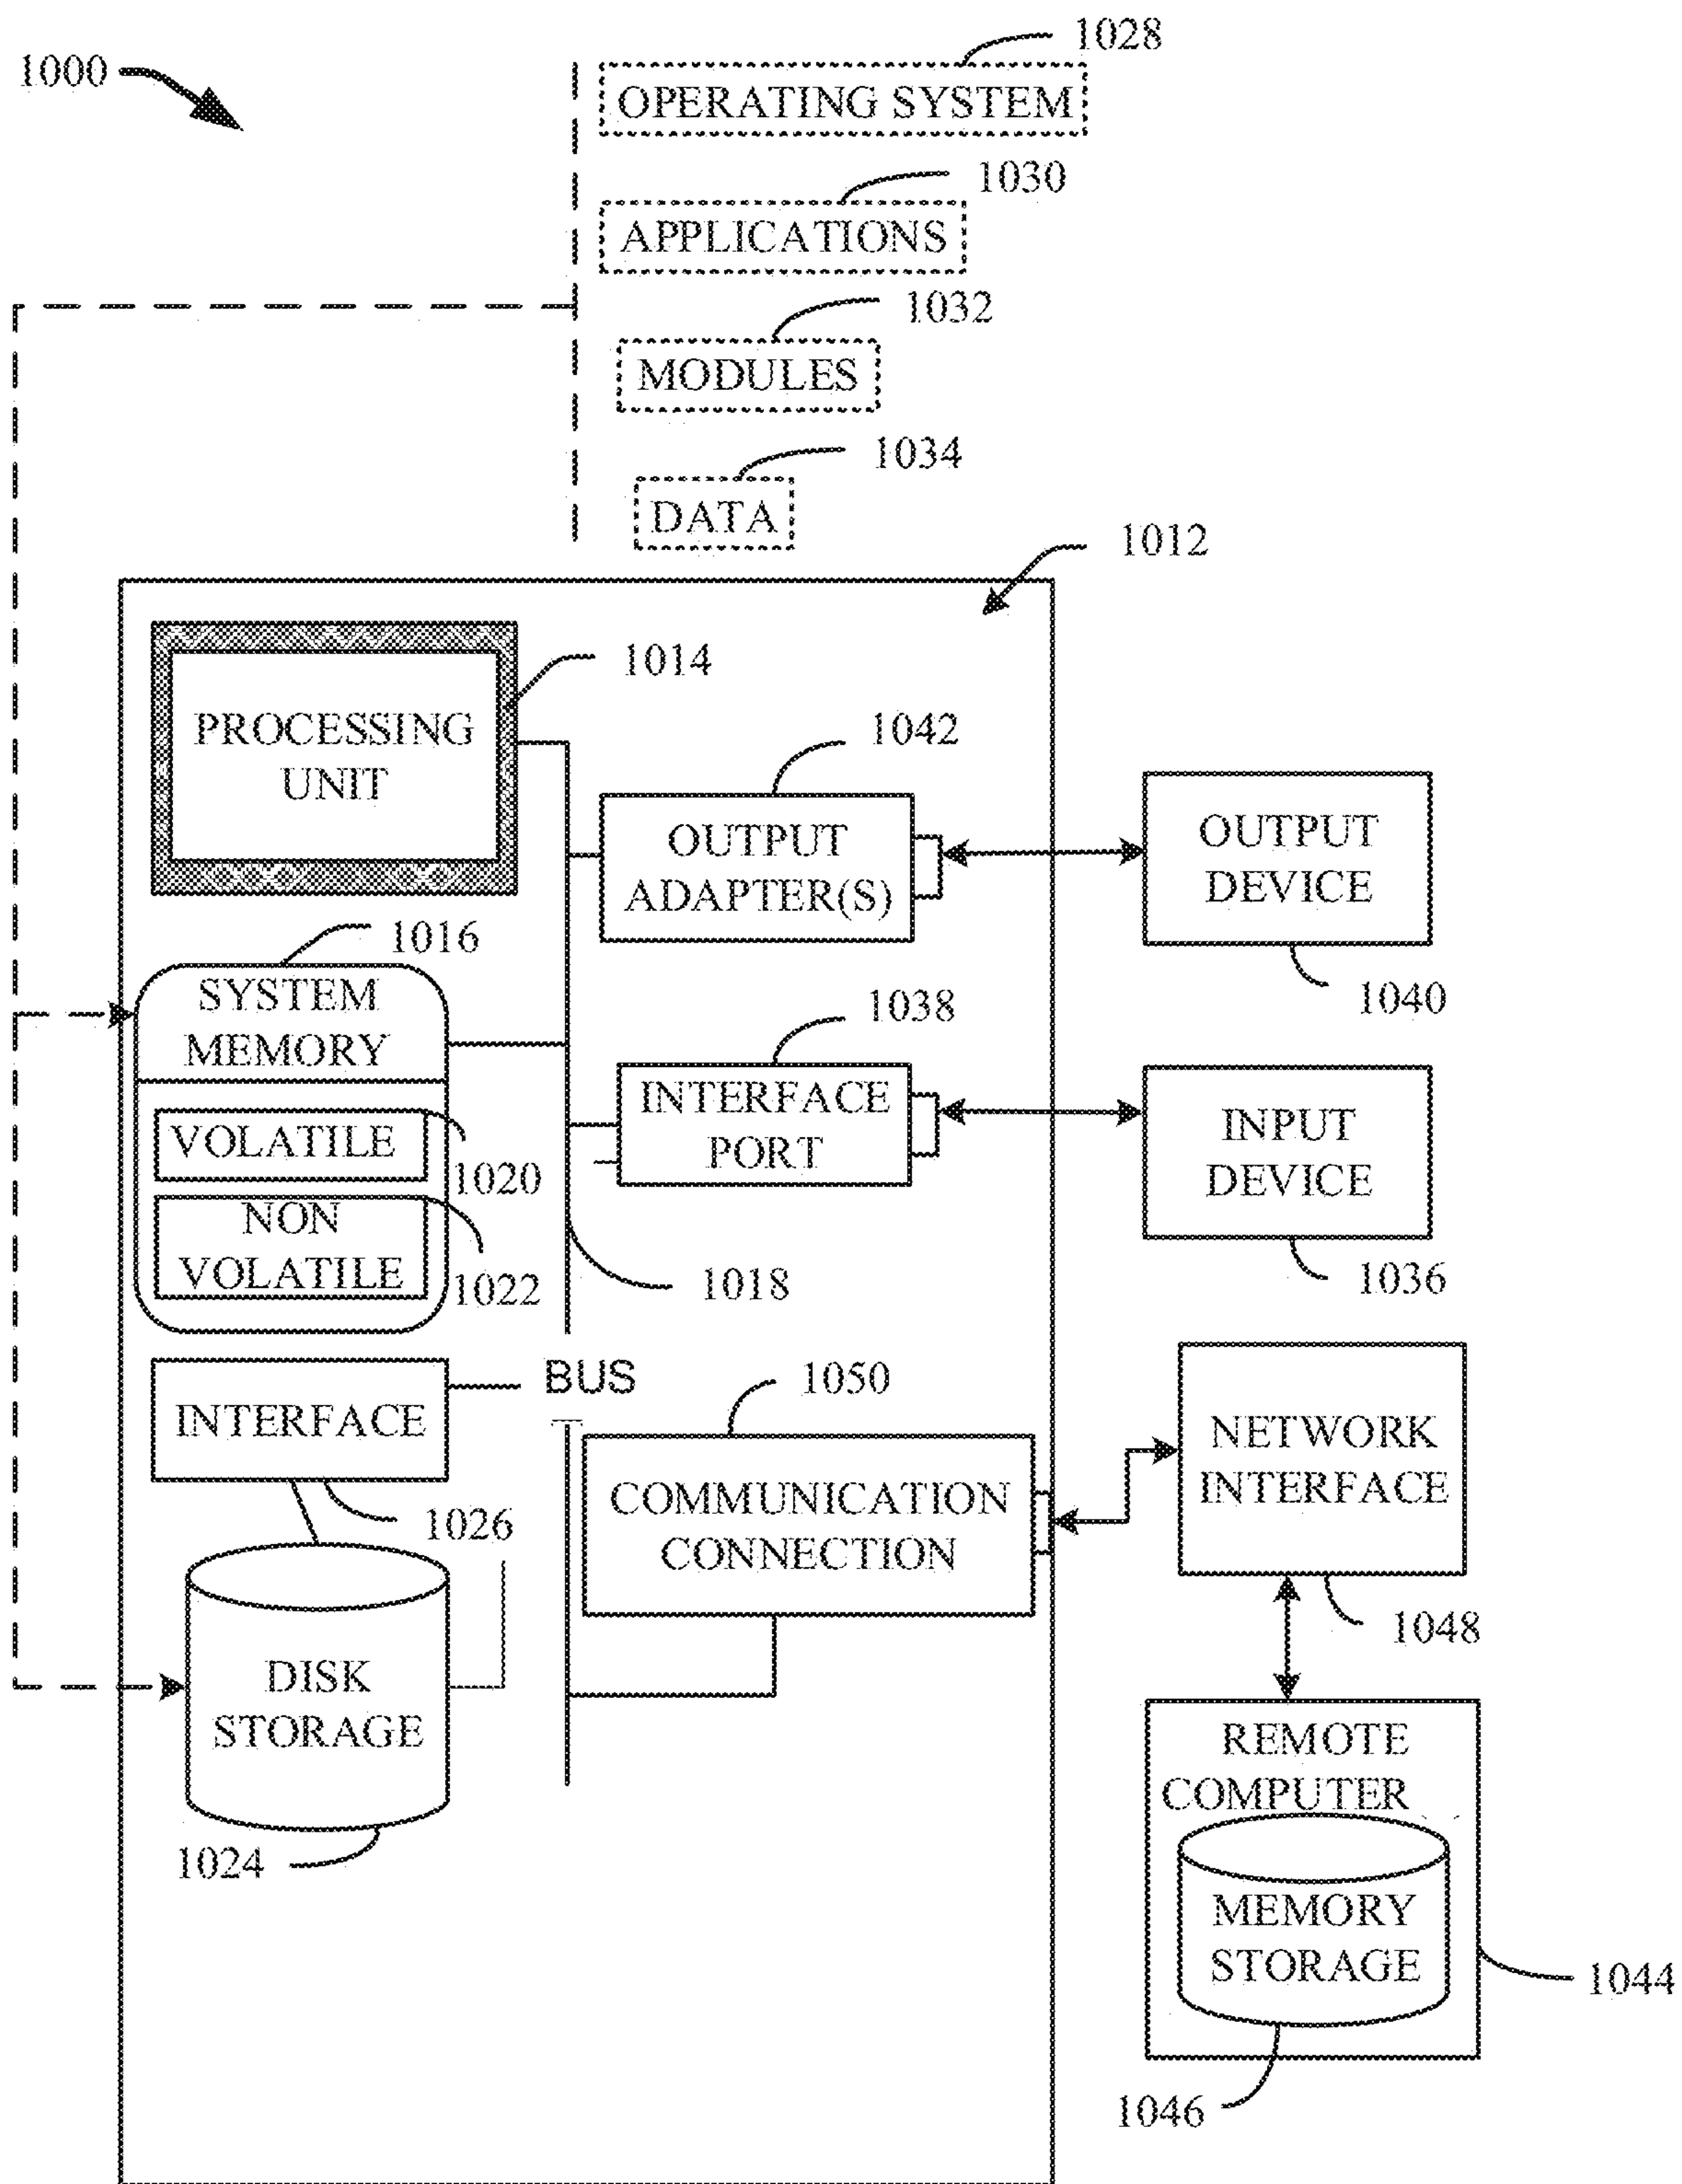 1028
1000
OPERATING SYSTEM
1030
APPLICATIONS
1032
MODULES
1034
DATA
1012
1014
PROCESSING
UNIT
1042
OUTPUT
ADAPTER(S)
OUTPUT
DEVICE
1040
1016
SYSTEM
MEMORY
VOLATILE
1020
NON
VOLATILE
1022
1038
INTERFACE
PORT
INPUT
DEVICE
1036
1018
BUS
INTERFACE
1026
1050
COMMUNICATION
CONNECTION
NETWORK
INTERFACE
1048
DISK
STORAGE
1024
REMOTE
COMPUTER
MEMORY
STORAGE
1044
1046